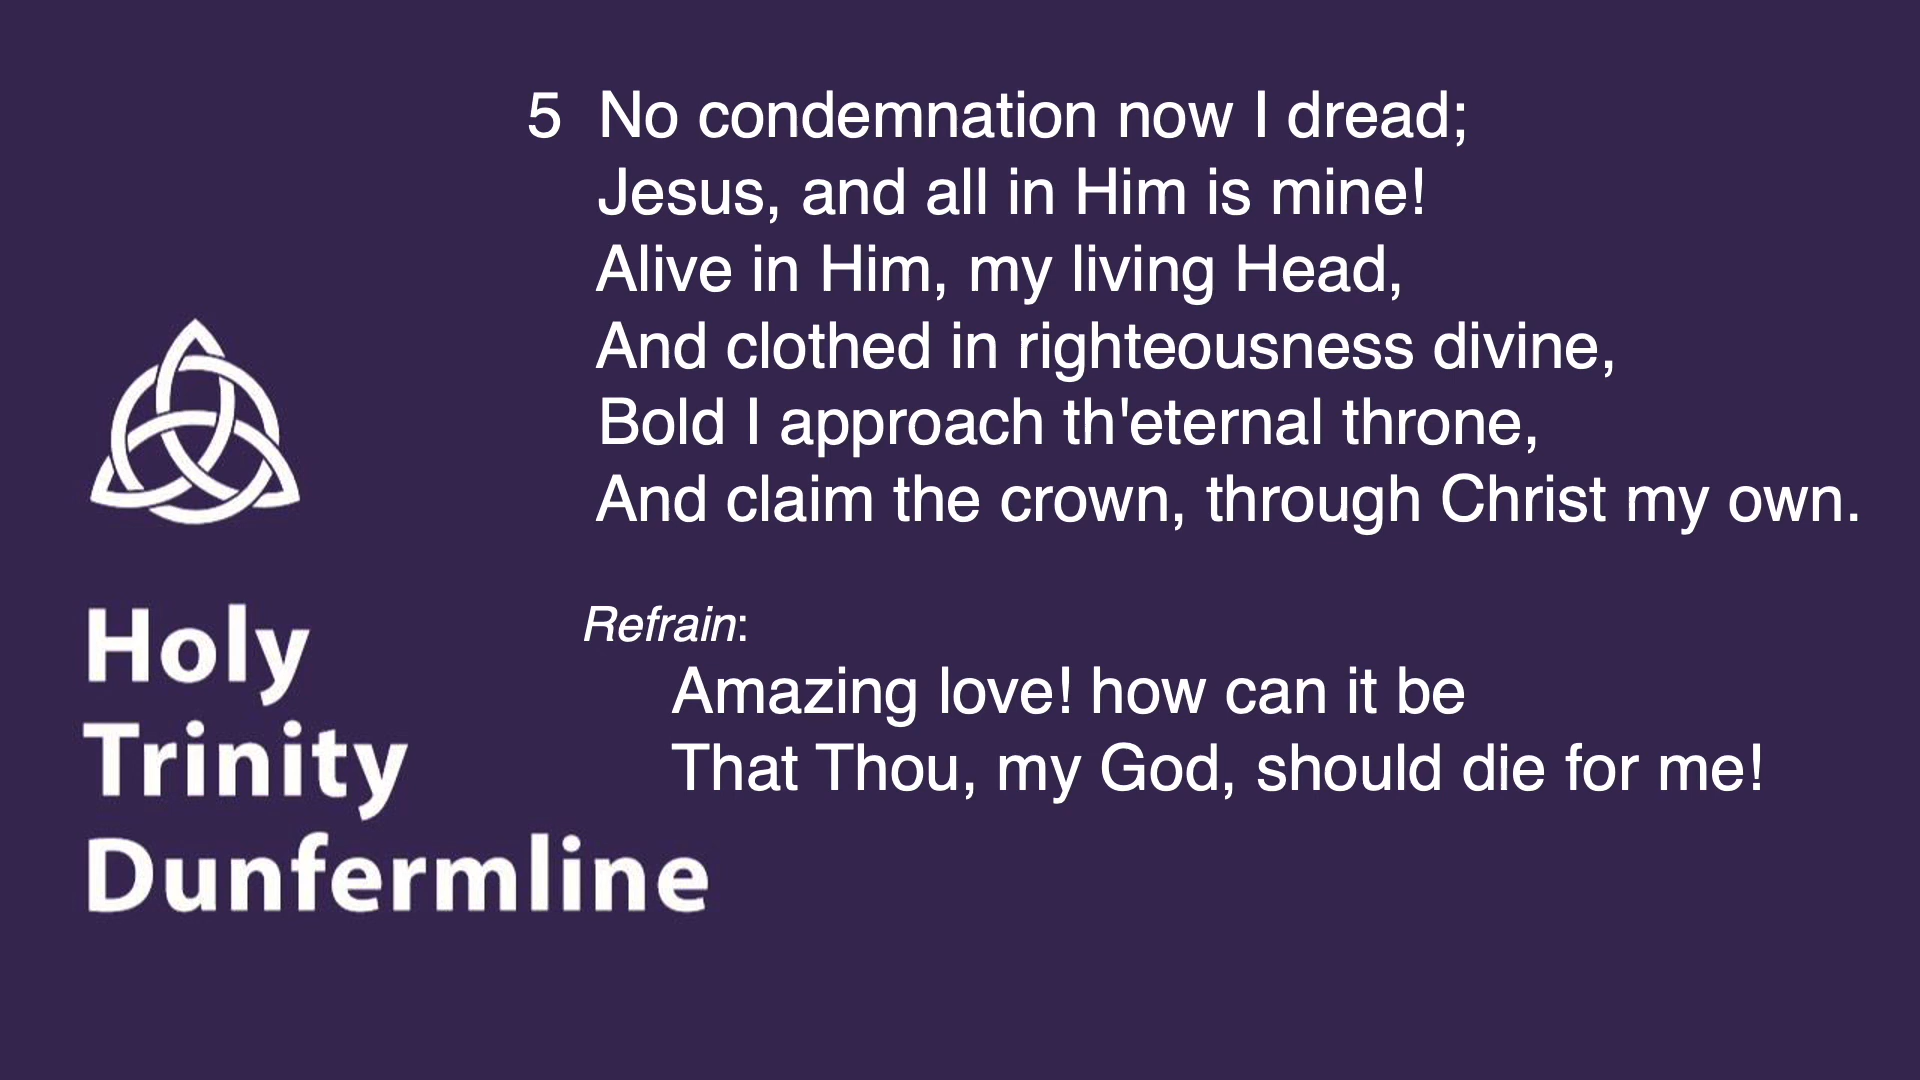 5 No condemnation now I dread;
Jesus, and all in Him is mine!
Alive in Him, my living Head,
And clothed in righteousness divine,
Bold I approach th'eternal throne,
And claim the crown, through Christ my own.
Refrain:
Amazing love! how can it be
That Thou, my God, should die for me!
Holy
Trinity
Dunfermline